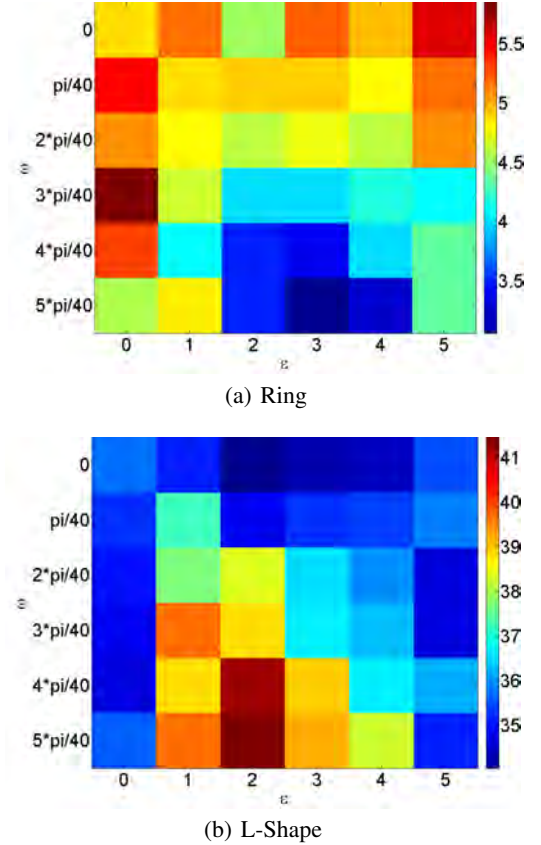 0
pi/40
2*pi/40
3*pi/40
4*pi/40
5*pi/40
ω
0 1 2 3 4 5
ε
5.5
5
4.5
4
3.5
(a) Ring
0
pi/40
2*pi/40
3*pi/40
4*pi/40
5*pi/40
ω
0 1 2 3 4 5
ε
41
40
39
38
37
36
35
(b) L-Shape